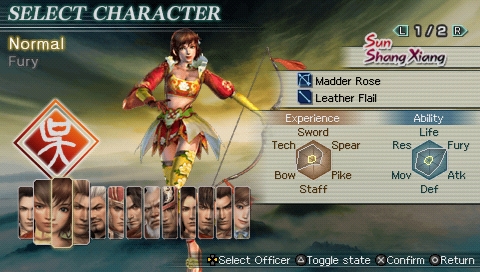 SELECT CHARACTER
L 1/2 R
Normal
Fury
Sun
Shang Xiang
Madder Rose
Leather Flail
Experience
Ability
Sword
Life
Tech
Spear
Res
Fury
Bow
Pike
Mov
Atk
Staff
Def
呉
Select Officer Toggle state Confirm Return